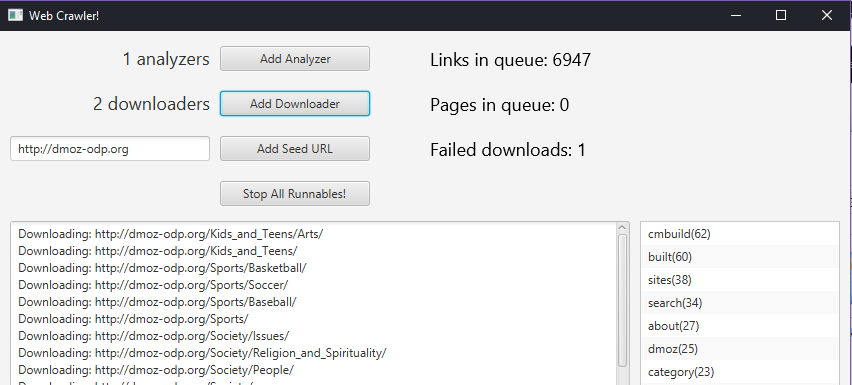 Web Crawler!
1 analyzers
Add Analyzer
Links in queue: 6947
2 downloaders
Add Downloader
Pages in queue: 0
http://dmoz-odp.org
Add Seed URL
Failed downloads: 1
Stop All Runnables!
Downloading: http://dmoz-odp.org/Kids_and_Teens/Arts/
Downloading: http://dmoz-odp.org/Kids_and_Teens/
Downloading: http://dmoz-odp.org/Sports/Basketball/
Downloading: http://dmoz-odp.org/Sports/Soccer/
Downloading: http://dmoz-odp.org/Sports/Baseball/
Downloading: http://dmoz-odp.org/Sports/
Downloading: http://dmoz-odp.org/Society/Issues/
Downloading: http://dmoz-odp.org/Society/Religion_and_Spirituality/
Downloading: http://dmoz-odp.org/Society/People/
cmbuild(62)
built(60)
sites(38)
search(34)
about(27)
dmoz(25)
category(23)